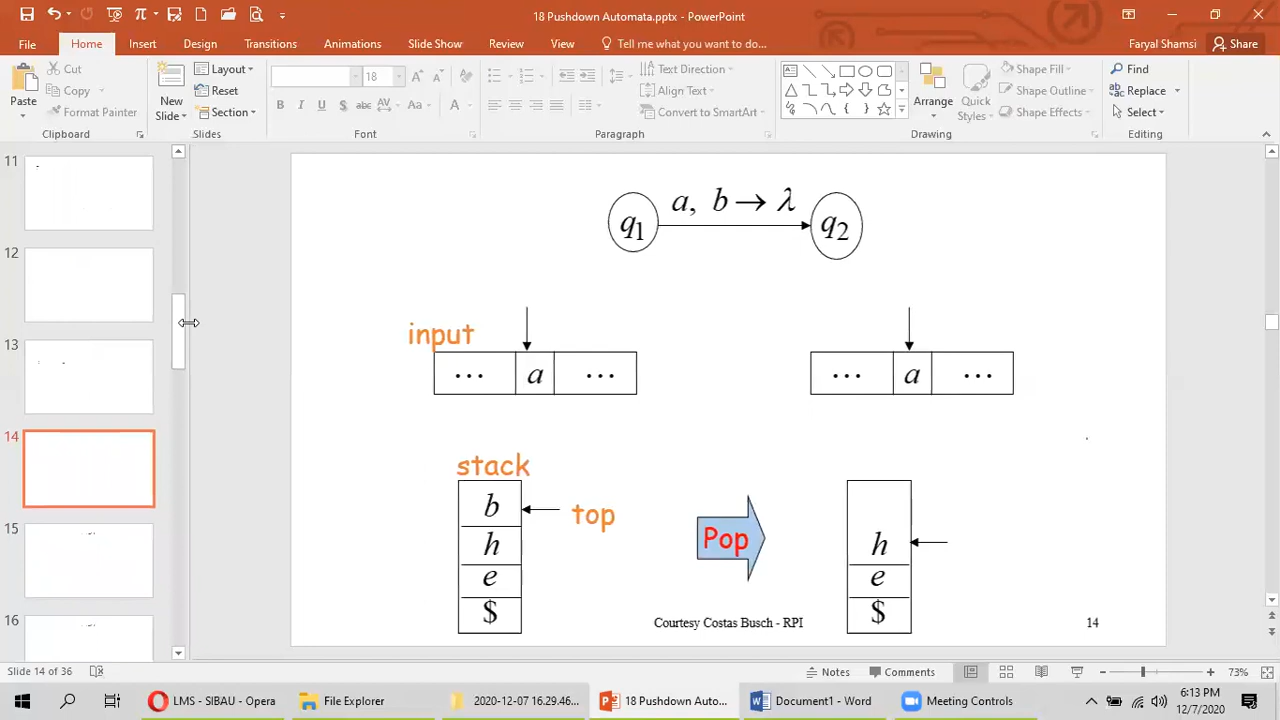 18 Pushdown Automata.pptx - PowerPoint
File Home Insert Design Transitions Animations Slide Show Review View Tell me what you want to do... Faryal Shamsi Share
Paste Cut Copy Format Painter Clipboard
New Slide Layout Reset Section Slides
18 Font
B I U S abc AV Aa A
Text Direction Align Text Convert to SmartArt Paragraph
Arrange Quick Styles Shape Fill Shape Outline Shape Effects Drawing
Find Replace Select Editing
11
12
13
14
15
16
q1 a, b → λ q2
input
... a ...
... a ...
stack
b top
h
e
$
Pop
h
e
$
Courtesy Costas Busch - RPI 14
Slide 14 of 36 Notes Comments 73%
LMS - SIBAU - Opera File Explorer 2020-12-07 16.29.46... 18 Pushdown Auto... Document1 - Word Meeting Controls 6:13 PM
12/7/2020